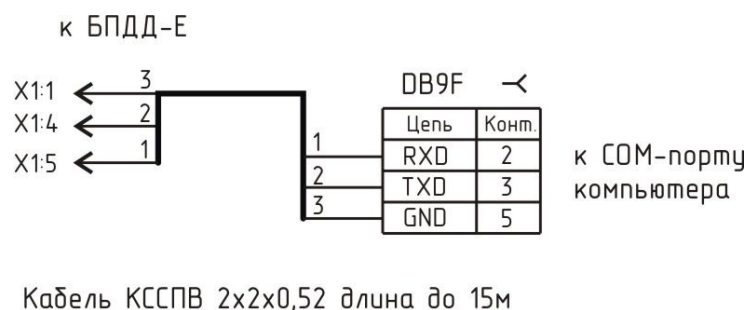 к БПДД-Е
X1:1 3
X1:4 2
X1:5 1
DB9F
Цепь Конт.
1 RXD 2
2 TXD 3
3 GND 5
к COM-порту
компьютера
Кабель КССПВ 2x2x0,52 длина до 15м